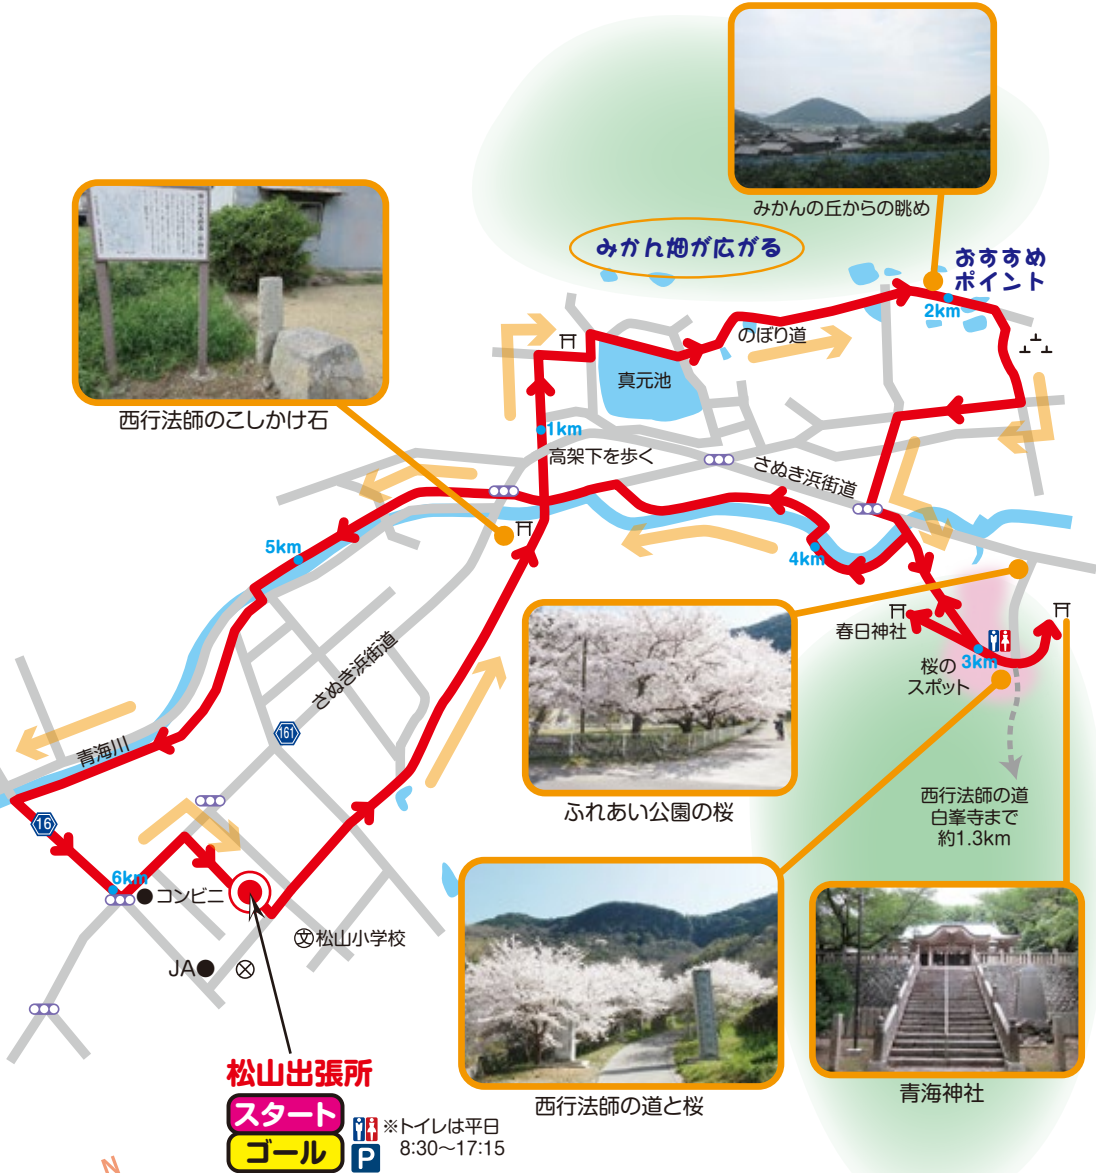 みかんの丘からの眺め
みかん畑が広がる
おすすめ
ポイント
2km
のぼり道
真元池
西行法師のこしかけ石
1km
高架下を歩く
さぬき浜街道
5km
4km
春日神社
3km
桜の
スポット
さぬき浜街道
161
青海川
ふれあい公園の桜
西行法師の道
白峯寺まで
約1.3km
16
6km
コンビニ
文松山小学校
JA
松山出張所
スタート
ゴール
※トイレは平日
8:30〜17:15
P
西行法師の道と桜
青海神社
N